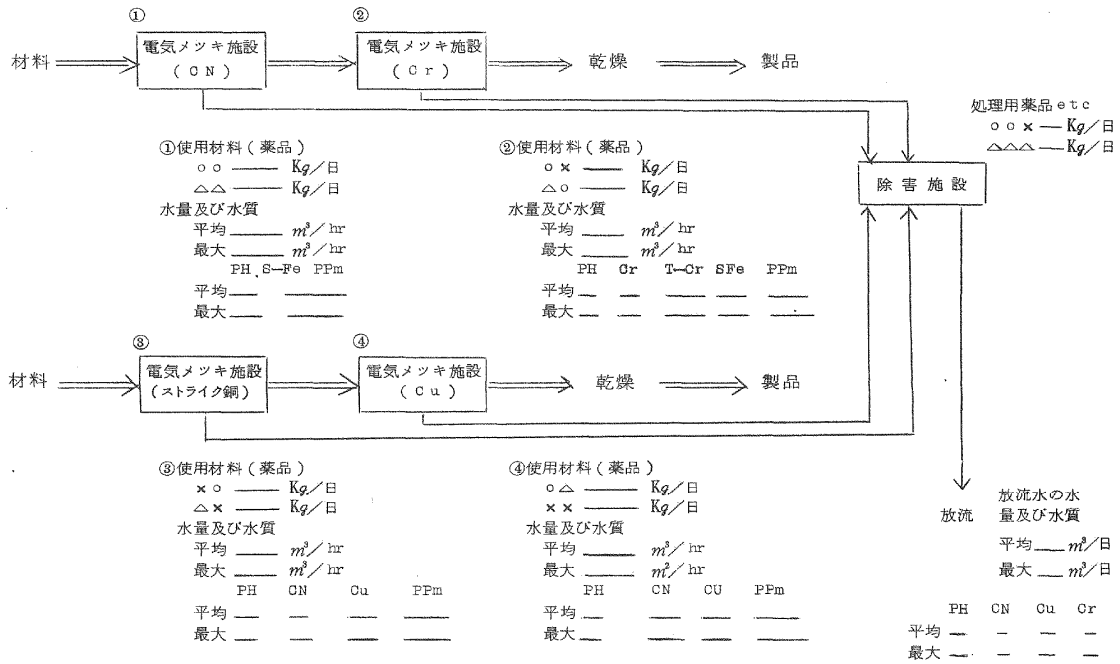 ① ②
材料 電気メツキ施設 電気メツキ施設 乾燥 製品
(CN) (Cr)
処理用薬品etc
○○× — Kg/日
△△△ — Kg/日
除害施設
①使用材料(薬品)
○○ —— Kg/日
△△ —— Kg/日
水量及び水質
平均 —— m³/hr
最大 —— m³/hr
PH S-Fe PPm
平均 — ——
最大 — ——
②使用材料(薬品)
○× —— Kg/日
△○ —— Kg/日
水量及び水質
平均 —— m³/hr
最大 —— m³/hr
PH Cr T-Cr SFe PPm
平均 — — — — —
最大 — — — — —
③ ④
材料 電気メツキ施設 電気メツキ施設 乾燥 製品
(ストライク銅) (Cu)
③使用材料(薬品)
×○ —— Kg/日
△× —— Kg/日
水量及び水質
平均 —— m³/hr
最大 —— m³/hr
PH CN Cu PPm
平均 — — — —
最大 — — — —
④使用材料(薬品)
○△ —— Kg/日
×× —— Kg/日
水量及び水質
平均 —— m³/hr
最大 —— m²/hr
PH CN CU PPm
平均 — — — —
最大 — — — —
放流
放流水の水
量及び水質
平均 — m³/日
最大 — m³/日
PH CN Cu Cr
平均 — — — —
最大 — — — —